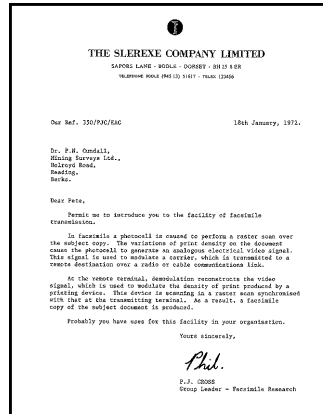 THE SLEREXE COMPANY LIMITED
SAPORS LANE - BOOLE - DORSET - BH 25 8 ER
TELEPHONE BOOLE (945 13) 51617 - TELEX 123456
Our Ref. 350/PJC/EAC 18th January, 1972.
Dr. P.N. Cundall,
Mining Surveys Ltd.,
Holroyd Road,
Reading,
Berks.
Dear Pete,
Permit me to introduce you to the facility of facsimile
transmission.
In facsimile a photocell is caused to perform a raster scan over
the subject copy. The variations of print density on the document
cause the photocell to generate an analogous electrical video signal.
This signal is used to modulate a carrier, which is transmitted to a
remote destination over a radio or cable communications link.
At the remote terminal, demodulation reconstructs the video
signal, which is used to modulate the density of print produced by a
printing device. This device is scanning in a raster scan synchronised
with that at the transmitting terminal. As a result, a facsimile
copy of the subject document is produced.
Probably you have uses for this facility in your organisation.
Yours sincerely,
Phil.
P.J. CROSS
Group Leader - Facsimile Research